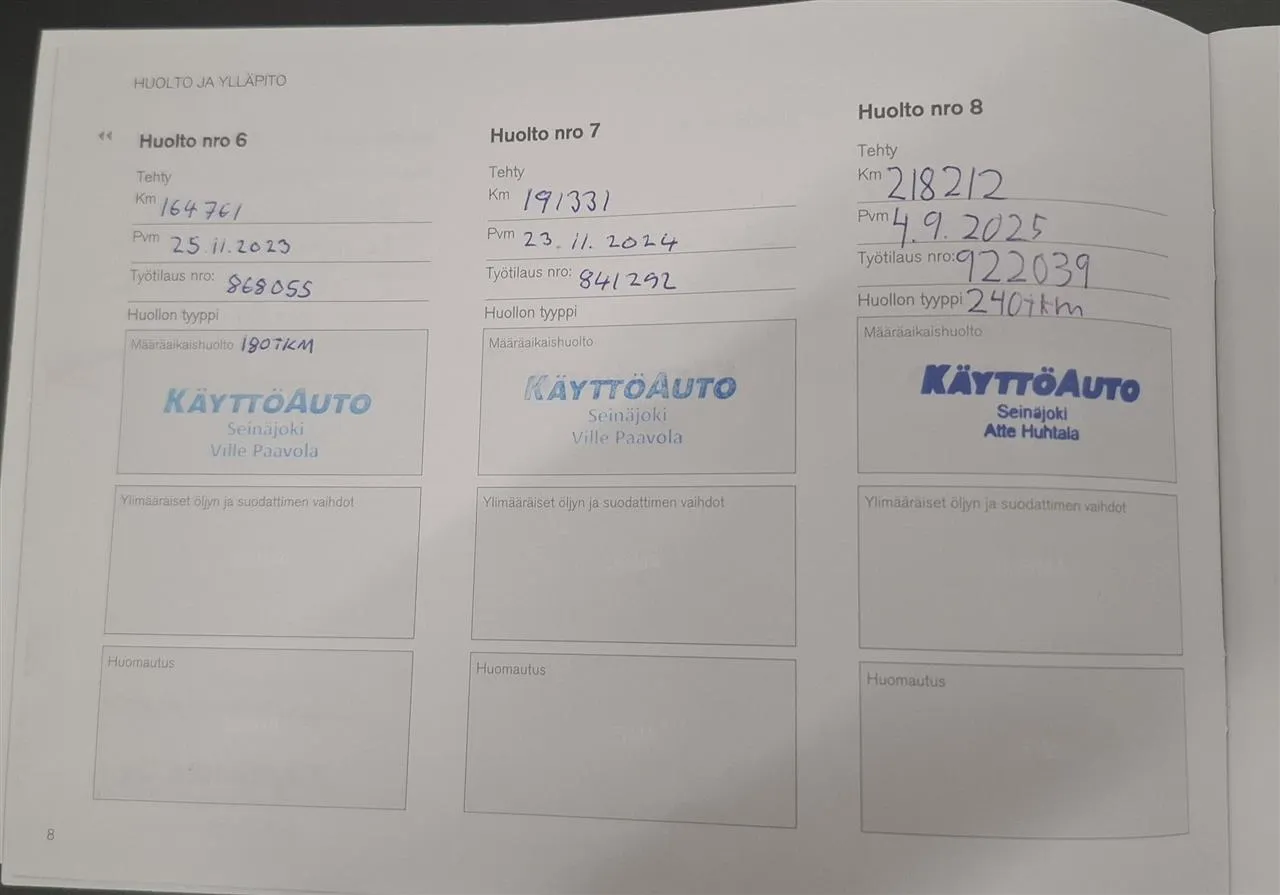 HUOLTO JA YLLÄPITO
Huolto nro 6
Tehty
Km 164 761
Pvm 25.11.2023
Työtilaus nro: 868055
Huollon tyyppi
Määräaikaishuolto 180TKM
KÄYTTÖAUTO
Seinäjoki
Ville Paavola
Ylimääräiset öljyn ja suodattimen vaihdot
Huomautus
Huolto nro 7
Tehty
Km 191331
Pvm 23.11.2024
Työtilaus nro: 841292
Huollon tyyppi
Määräaikaishuolto
KÄYTTÖAUTO
Seinäjoki
Ville Paavola
Ylimääräiset öljyn ja suodattimen vaihdot
Huomautus
Huolto nro 8
Tehty
Km 218212
Pvm 4.9.2025
Työtilaus nro: 922039
Huollon tyyppi 240tkm
Määräaikaishuolto
KÄYTTÖAUTO
Seinäjoki
Atte Huhtala
Ylimääräiset öljyn ja suodattimen vaihdot
Huomautus
8